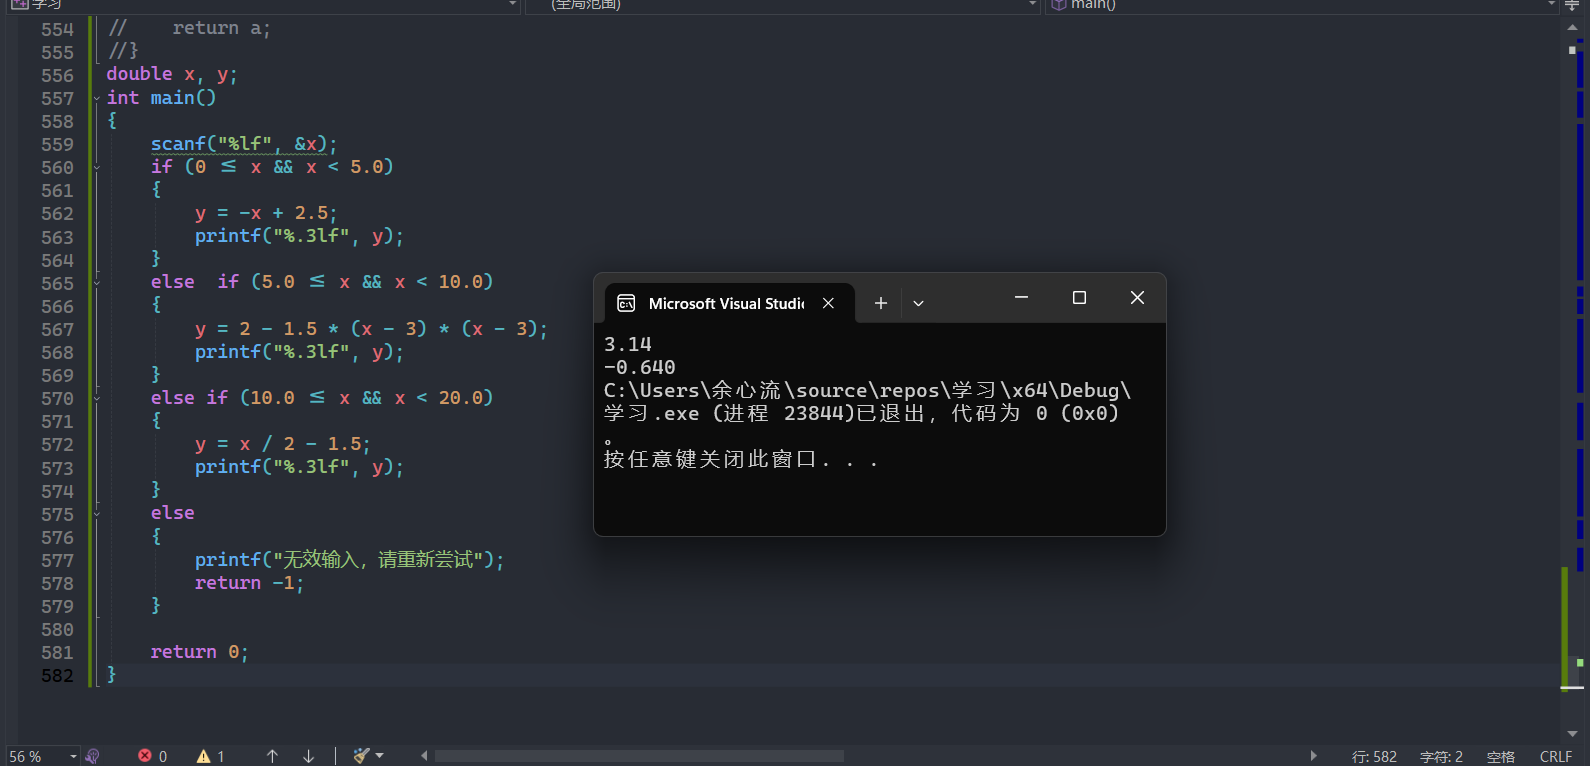 学习 (全局范围) main()
554 //    return a;
555 //}
556 double x, y;
557 int main()
558 {
559     scanf("%lf", &x);
560     if (0 ≤ x && x < 5.0)
561     {
562         y = -x + 2.5;
563         printf("%.3lf", y);
564     }
565     else  if (5.0 ≤ x && x < 10.0)
566     {
567         y = 2 - 1.5 * (x - 3) * (x - 3);
568         printf("%.3lf", y);
569     }
570     else if (10.0 ≤ x && x < 20.0)
571     {
572         y = x / 2 - 1.5;
573         printf("%.3lf", y);
574     }
575     else
576     {
577         printf("无效输入，请重新尝试");
578         return -1;
579     }
580
581     return 0;
582 }
Microsoft Visual Studi
3.14
-0.640
C:\Users\余心流\source\repos\学习\x64\Debug\
学习.exe (进程 23844)已退出，代码为 0 (0x0)
。
按任意键关闭此窗口. . .
56 % 0 1 行: 582 字符: 2 空格 CRLF